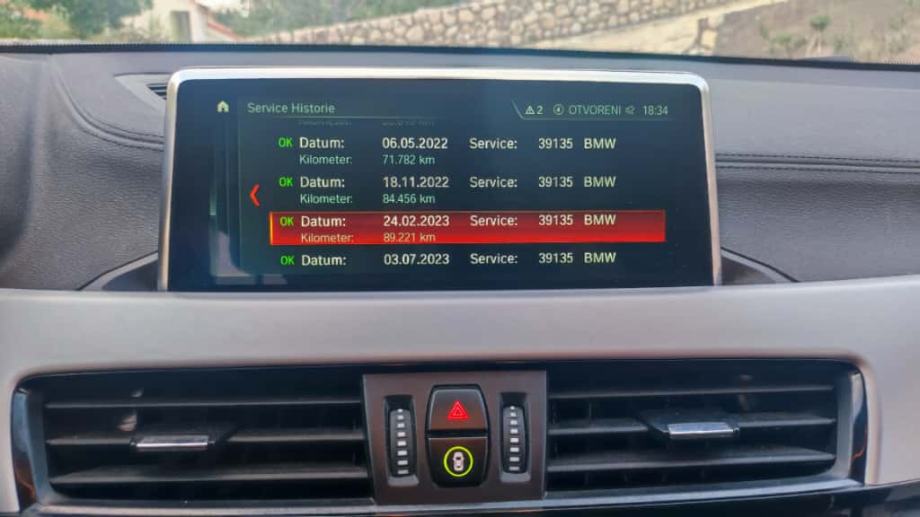 Service Historie 2 OTVORENI 18:34
OK Datum: 06.05.2022 Service: 39135 BMW
Kilometer: 71.782 km
OK Datum: 18.11.2022 Service: 39135 BMW
Kilometer: 84.456 km
OK Datum: 24.02.2023 Service: 39135 BMW
Kilometer: 89.221 km
OK Datum: 03.07.2023 Service: 39135 BMW